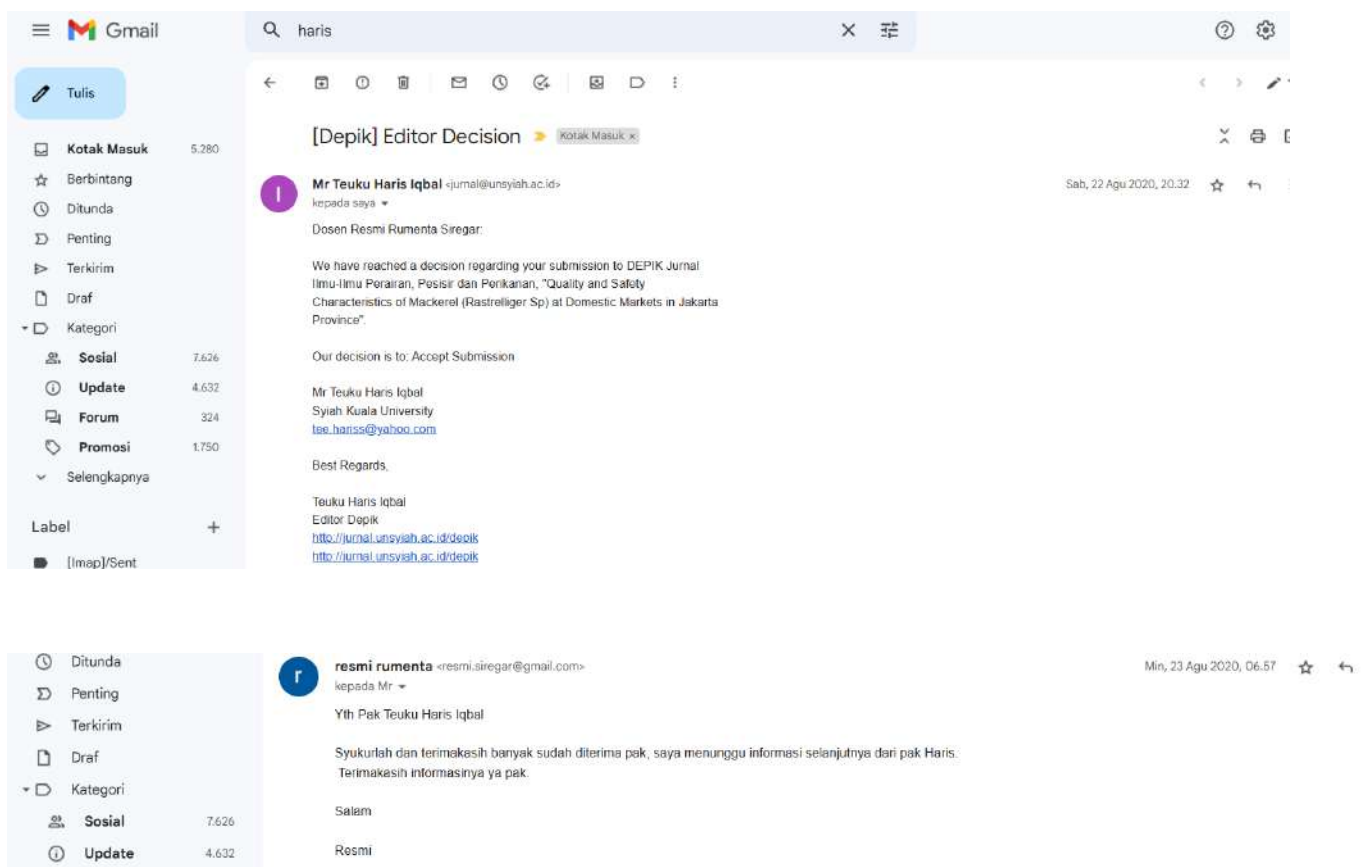 Gmail
haris
Tulis
[Depik] Editor Decision Kotak Masuk x
Kotak Masuk 5.280
Berbintang
Ditunda
Penting
Terkirim
Draf
Kategori
Sosial 7.626
Update 4.632
Forum 324
Promosi 1.750
Selengkapnya
Label +
[Imap]/Sent
I
Mr Teuku Haris Iqbal <jurnal@unsyiah.ac.id> Sab, 22 Agu 2020, 20.32
kepada saya
Dosen Resmi Rumenta Siregar:
We have reached a decision regarding your submission to DEPIK Jurnal
Ilmu-Ilmu Perairan, Pesisir dan Perikanan, "Quality and Safety
Characteristics of Mackerel (Rastrelliger Sp) at Domestic Markets in Jakarta
Province".
Our decision is to: Accept Submission
Mr Teuku Haris Iqbal
Syiah Kuala University
tee.hariss@yahoo.com
Best Regards,
Teuku Haris Iqbal
Editor Depik
http://jurnal.unsyiah.ac.id/depik
http://jurnal.unsyiah.ac.id/depik
Ditunda
Penting
Terkirim
Draf
Kategori
Sosial 7.626
Update 4.632
r
resmi rumenta <resmi.siregar@gmail.com> Min, 23 Agu 2020, 06.57
kepada Mr
Yth Pak Teuku Haris Iqbal
Syukurlah dan terimakasih banyak sudah diterima pak, saya menunggu informasi selanjutnya dari pak Haris.
Terimakasih informasinya ya pak.
Salam
Resmi